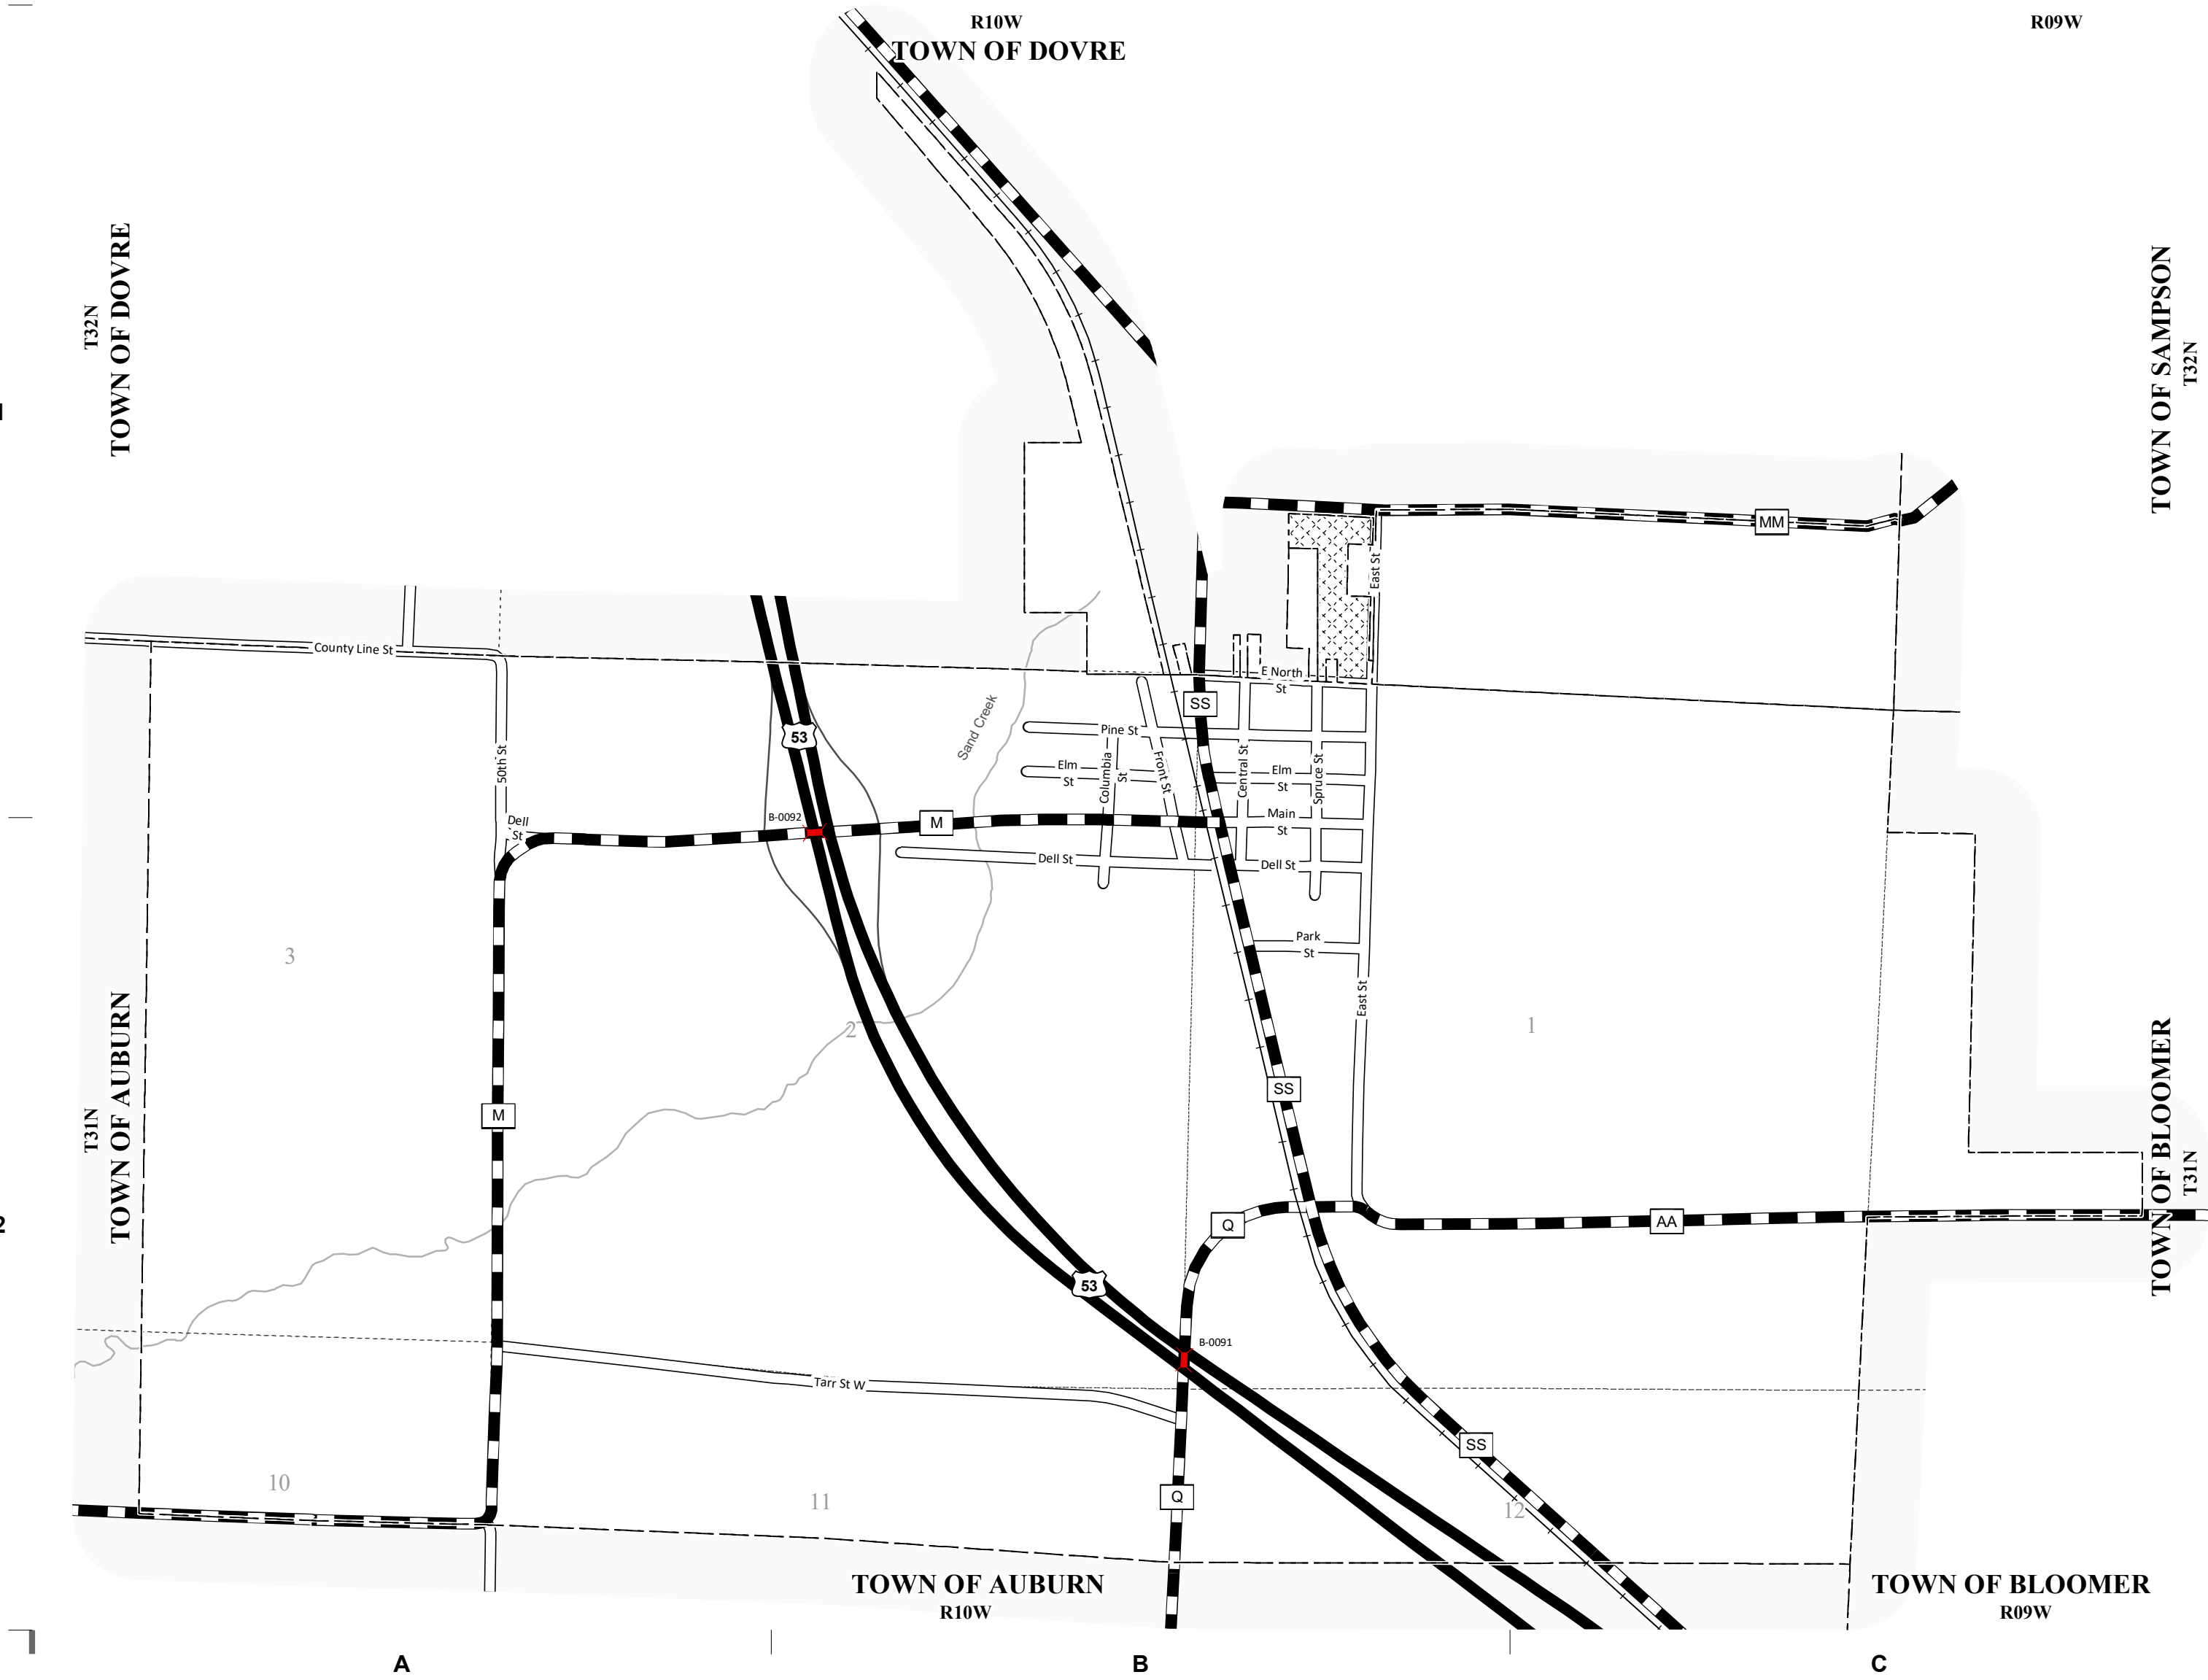 R10W
R09W
TOWN OF DOVRE
TOWN OF DOVRE
T32N
TOWN OF SAMPSON
T32N
1
MM
East St
County Line St
E North
St
SS
Sand Creek
53
Pine St
50th St
Elm
St
Columbia
St
Front St
Central St
Elm
St
Spruce St
Dell
St
B-0092
M
Main
St
Dell St
Dell St
Park
St
3
East St
2
1
TOWN OF AUBURN
T31N
M
SS
TOWN OF BLOOMER
T31N
2
Q
AA
53
B-0091
Tarr St W
SS
10
11
Q
12
TOWN OF AUBURN
R10W
TOWN OF BLOOMER
R09W
A
B
C